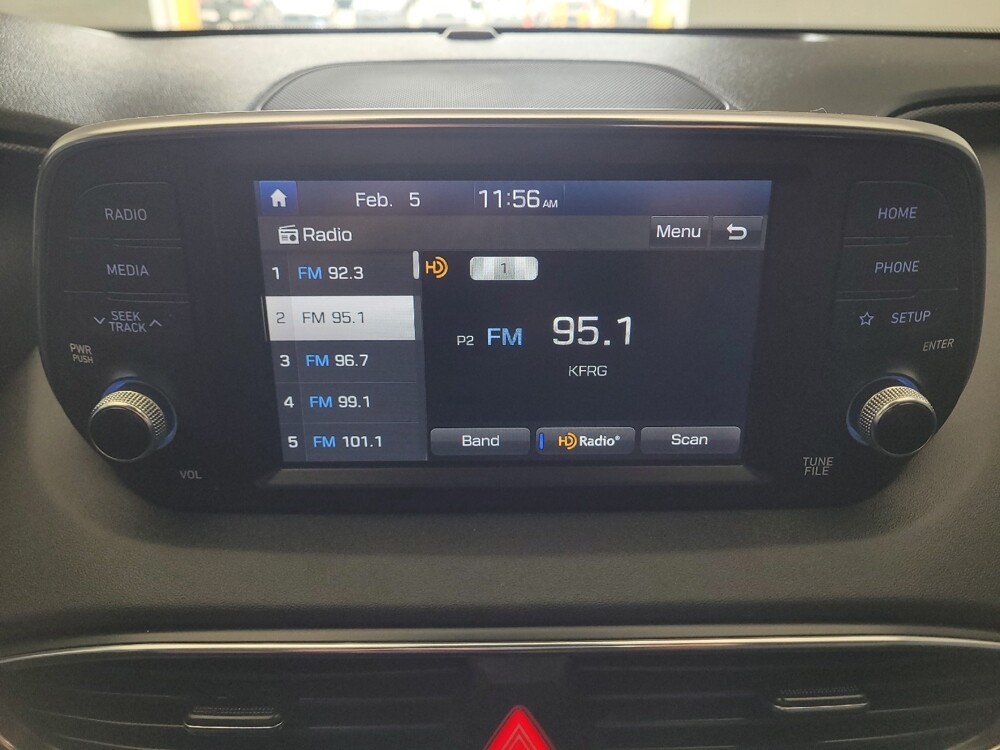 Feb. 5 11:56 AM
Radio Menu
1 FM 92.3
2 FM 95.1
3 FM 96.7
4 FM 99.1
5 FM 101.1
HD 1
P2 FM 95.1
KFRG
Band HD Radio® Scan
RADIO
MEDIA
SEEK
TRACK
PWR
PUSH
VOL
HOME
PHONE
SETUP
ENTER
TUNE
FILE